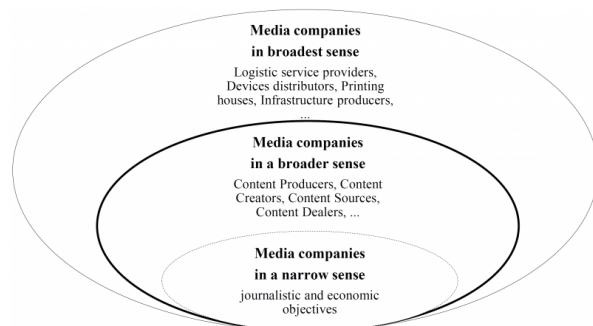 Media companies
in broadest sense
Logistic service providers,
Devices distributors, Printing
houses, Infrastructure producers,
...
Media companies
in a broader sense
Content Producers, Content
Creators, Content Sources,
Content Dealers, ...
Media companies
in a narrow sense
journalistic and economic
objectives